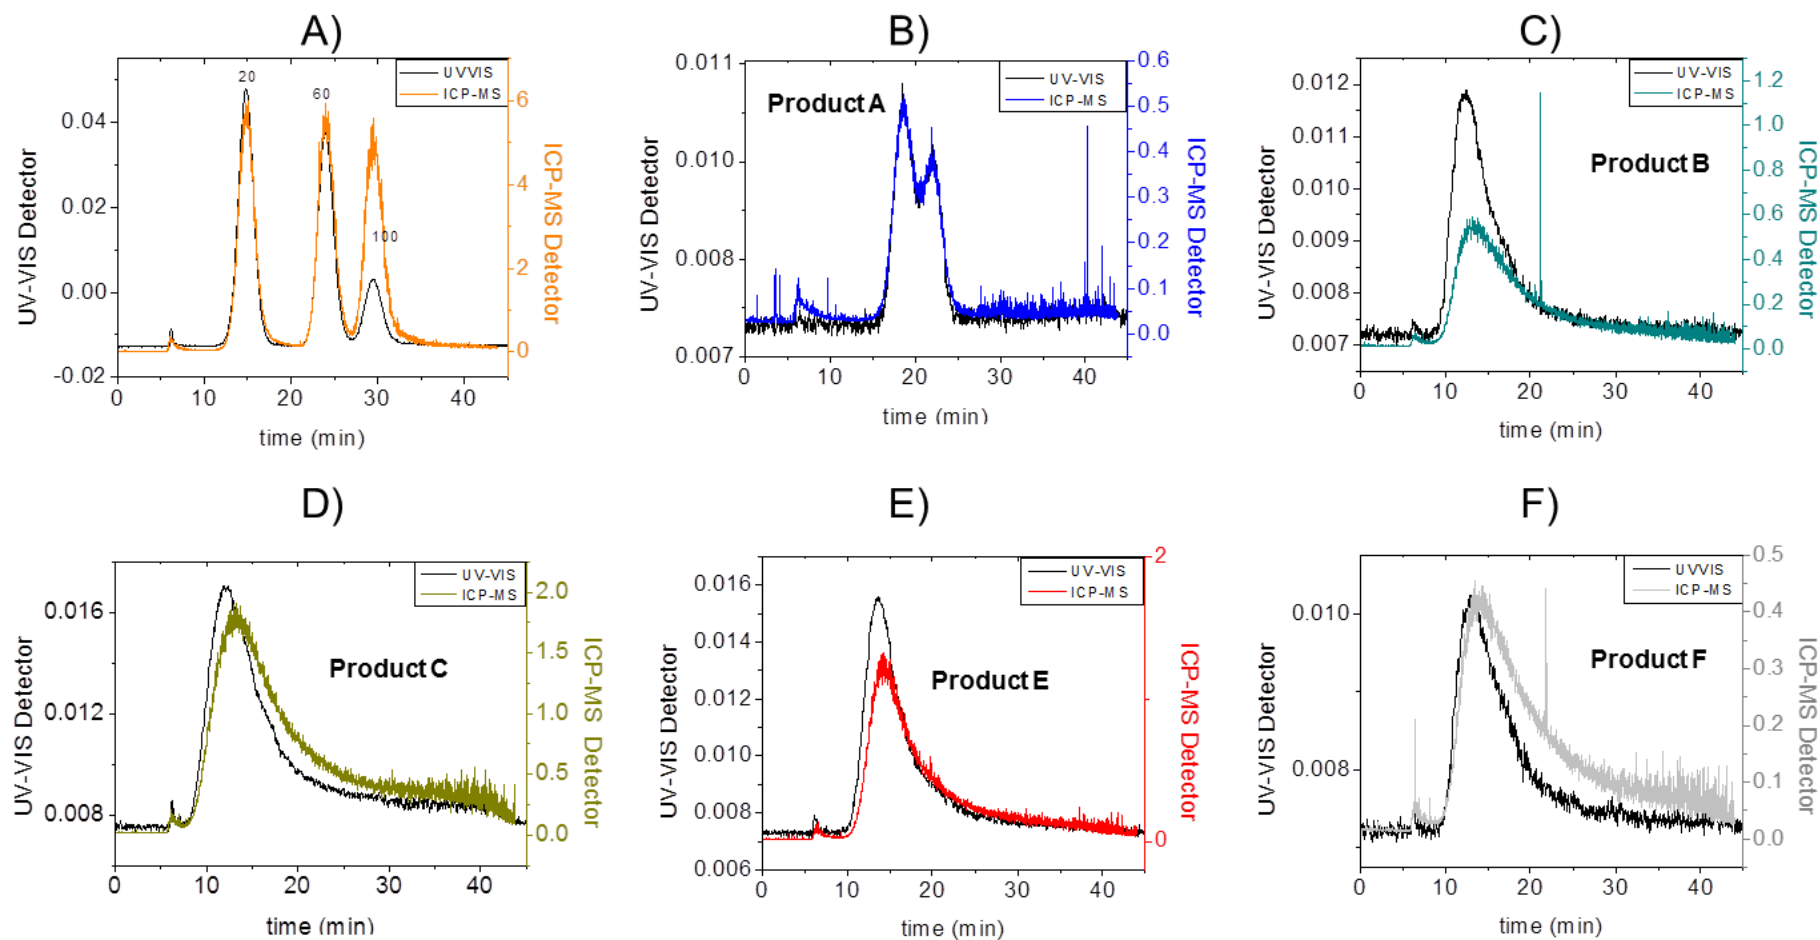 A)
UVVIS
ICP-MS
20
60
100
0.04
0.02
0.00
-0.02
6
4
2
0
0
10
20
30
40
UV-VIS Detector
ICP-MS Detector
time (min)
B)
UV-VIS
ICP-MS
Product A
0.011
0.010
0.008
0.007
0.6
0.5
0.4
0.3
0.2
0.1
0.0
0
10
20
30
40
UV-VIS Detector
ICP-MS Detector
time (min)
C)
UV-VIS
ICP-MS
Product B
0.012
0.011
0.010
0.009
0.008
0.007
1.2
1.0
0.8
0.6
0.4
0.2
0.0
0
10
20
30
40
UV-VIS Detector
ICP-MS Detector
time (min)
D)
UV-VIS
ICP-MS
Product C
0.016
0.012
0.008
2.0
1.5
1.0
0.5
0.0
0
10
20
30
40
UV-VIS Detector
ICP-MS Detector
time (min)
E)
UV-VIS
ICP-MS
Product E
0.016
0.014
0.012
0.010
0.008
0.006
2
0
0
10
20
30
40
UV-VIS Detector
ICP-MS Detector
time (min)
F)
UVVIS
ICP-MS
Product F
0.010
0.008
0.5
0.4
0.3
0.2
0.1
0.0
0
10
20
30
40
UV-VIS Detector
ICP-MS Detector
time (min)